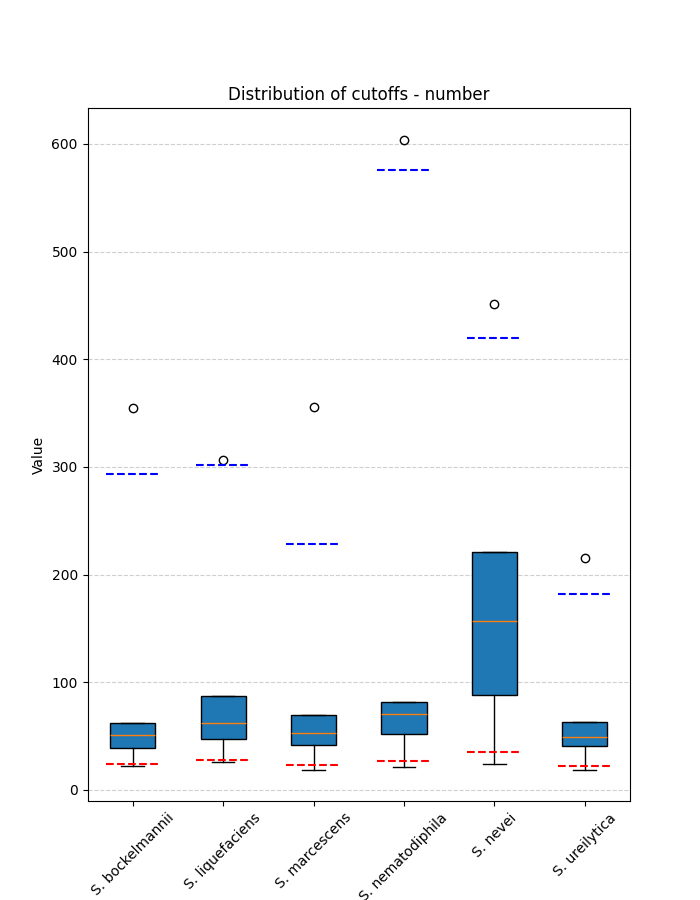 Distribution of cutoffs - number
Value
600
500
400
300
200
100
0
S. bockelmannii
S. liquefaciens
S. marcescens
S. nematodiphila
S. nevei
S. ureilytica